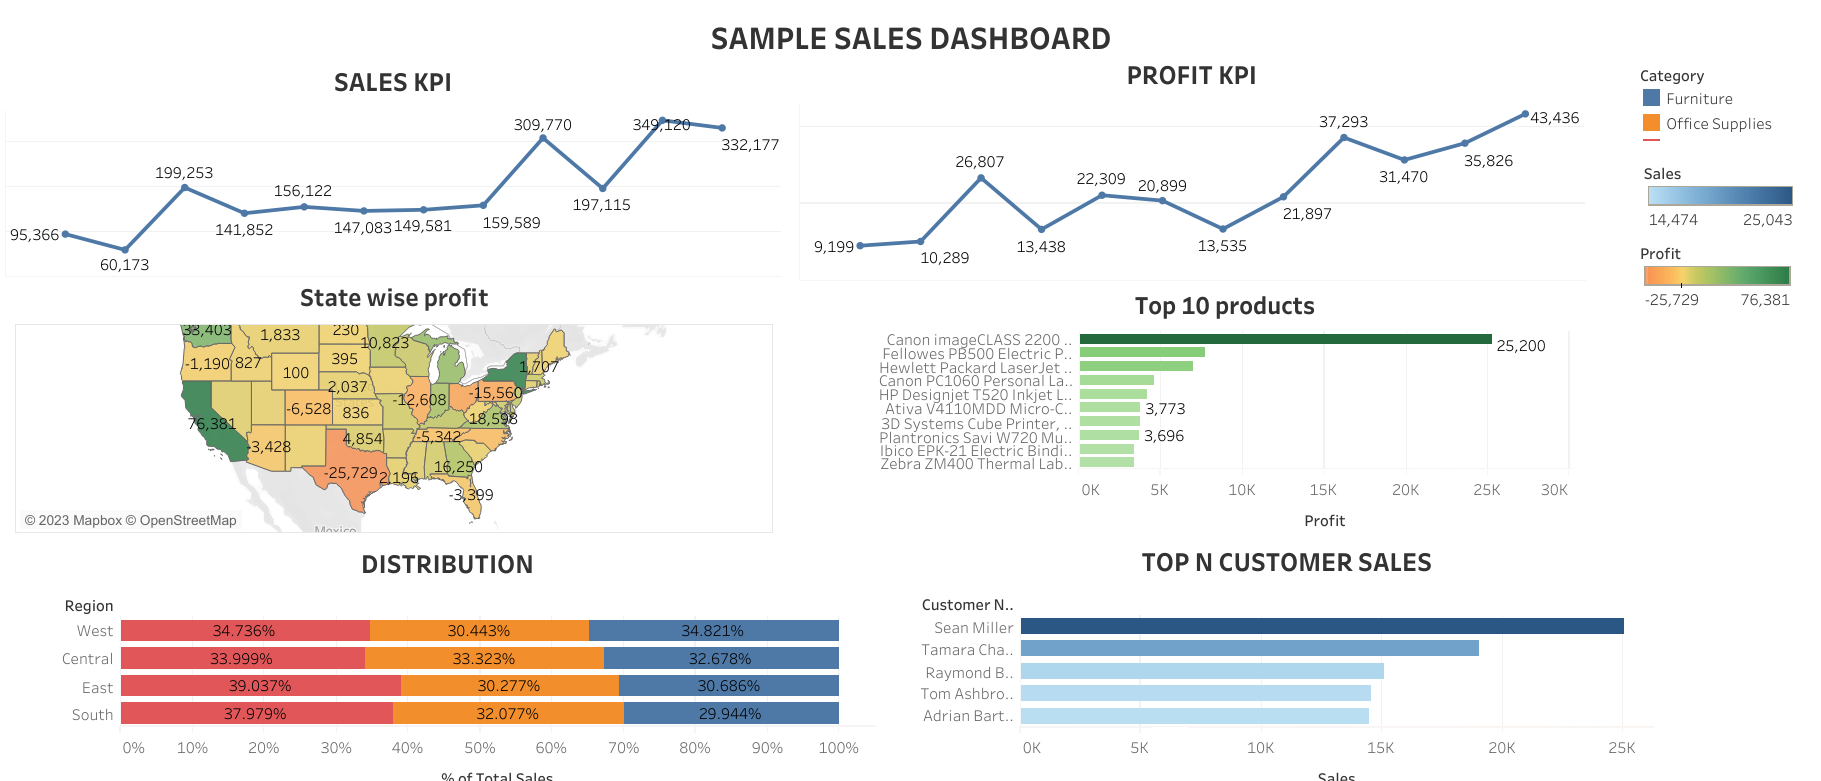 SAMPLE SALES DASHBOARD
SALES KPI
95,366
60,173
199,253
141,852
156,122
147,083
149,581
159,589
309,770
197,115
349,120
332,177
PROFIT KPI
9,199
10,289
26,807
13,438
22,309
20,899
13,535
21,897
37,293
31,470
35,826
43,436
Category
Furniture
Office Supplies
Sales
14,474 25,043
Profit
-25,729 76,381
State wise profit
33,403
1,833
230
10,823
-1,190
827
395
1,707
100
2,037
-15,560
-12,608
-6,528
836
18,598
76,381
-3,428
4,854
-5,342
16,250
-25,729
2,196
-3,399
© 2023 Mapbox © OpenStreetMap
Mexico
Top 10 products
Canon imageCLASS 2200 .. 25,200
Fellowes PB500 Electric P..
Hewlett Packard LaserJet ..
Canon PC1060 Personal La..
HP Designjet T520 Inkjet L..
Ativa V4110MDD Micro-C.. 3,773
3D Systems Cube Printer, ..
Plantronics Savi W720 Mu.. 3,696
Ibico EPK-21 Electric Bindi..
Zebra ZM400 Thermal Lab..
0K 5K 10K 15K 20K 25K 30K
Profit
DISTRIBUTION
Region
West 34.736% 30.443% 34.821%
Central 33.999% 33.323% 32.678%
East 39.037% 30.277% 30.686%
South 37.979% 32.077% 29.944%
0% 10% 20% 30% 40% 50% 60% 70% 80% 90% 100%
% of Total Sales
TOP N CUSTOMER SALES
Customer N..
Sean Miller
Tamara Cha..
Raymond B..
Tom Ashbro..
Adrian Bart..
0K 5K 10K 15K 20K 25K
Sales